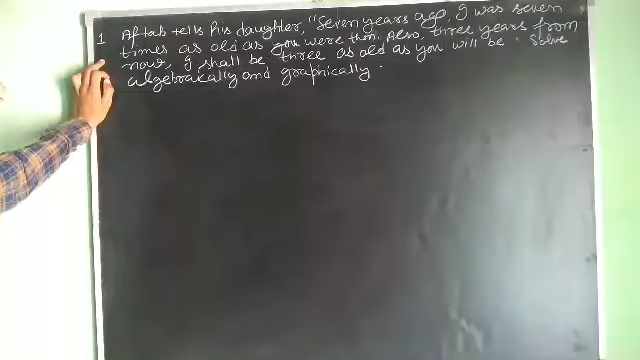 1 Aftab tells his daughter, "Seven years ago, I was seven
times as old as you were then. Also, three years from
now, I shall be three as old as you will be. Solve
algebraically and graphically.